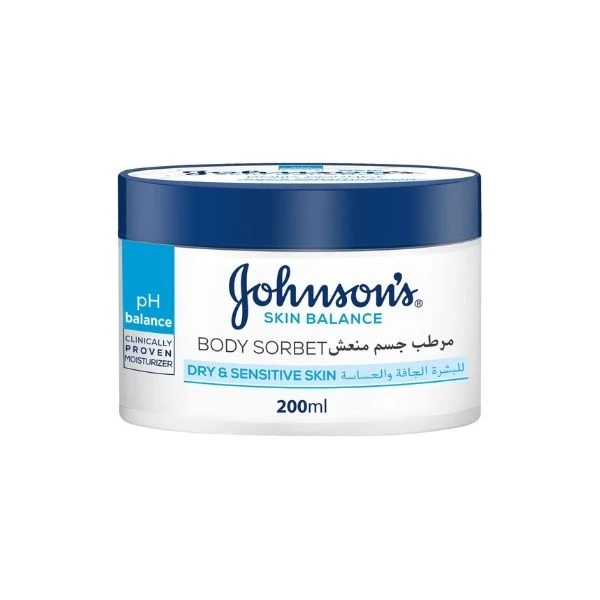 Johnson's
pH
balance
CLINICALLY
PROVEN
MOISTURIZER
Johnson's®
SKIN BALANCE
BODY SORBET مرطب جسم منعش
DRY & SENSITIVE SKIN للبشرة الجافة والحساسة
200ml